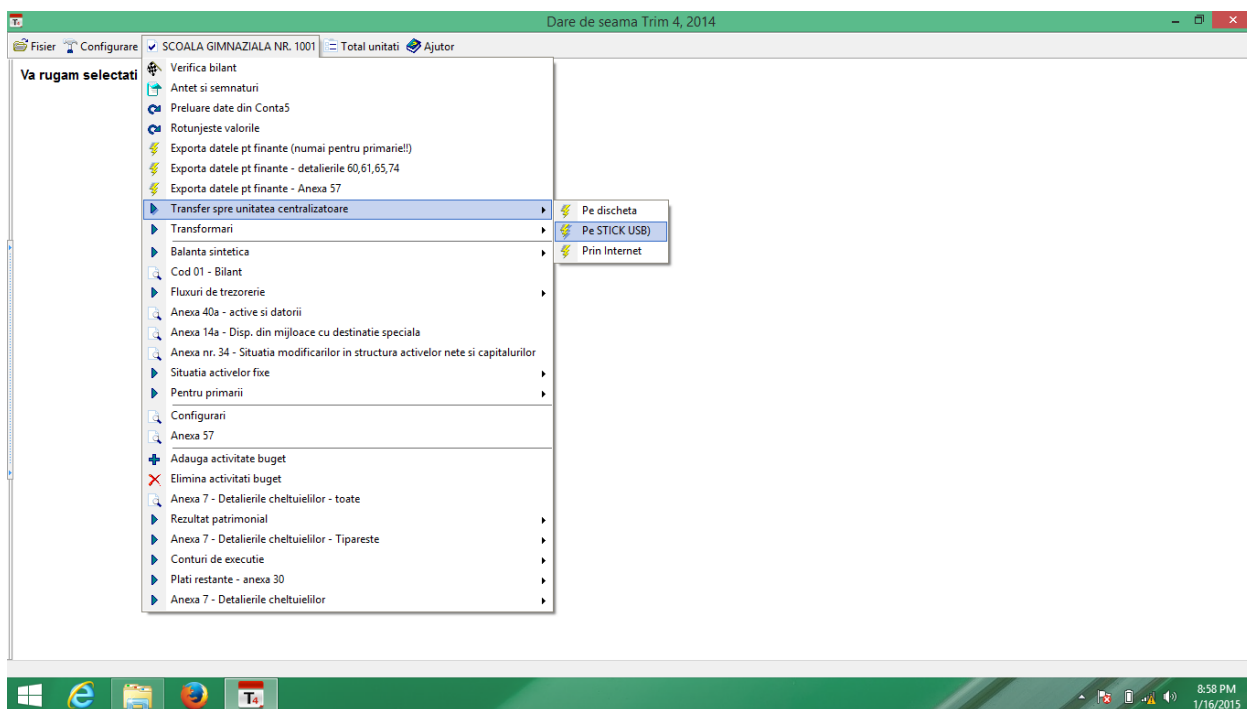 Dare de seama Trim 4, 2014
Fisier Configurare SCOALA GIMNAZIALA NR. 1001 Total unitati Ajutor
Va rugam selectati
Verifica bilant
Antet si semnaturi
Preluare date din Conta5
Rotunjeste valorile
Exporta datele pt finante (numai pentru primarie!!)
Exporta datele pt finante - detalierile 60,61,65,74
Exporta datele pt finante - Anexa 57
Transfer spre unitatea centralizatoare
Pe discheta
Transformari
Pe STICK USB)
Balanta sintetica
Prin Internet
Cod 01 - Bilant
Fluxuri de trezorerie
Anexa 40a - active si datorii
Anexa 14a - Disp. din mijloace cu destinatie speciala
Anexa nr. 34 - Situatia modificarilor in structura activelor nete si capitalurilor
Situatia activelor fixe
Pentru primarii
Configurari
Anexa 57
Adauga activitate buget
Elimina activitati buget
Anexa 7 - Detalierile cheltuielilor - toate
Rezultat patrimonial
Anexa 7 - Detalierile cheltuielilor - Tipareste
Conturi de executie
Plati restante - anexa 30
Anexa 7 - Detalierile cheltuielilor
T4
8:58 PM
1/16/2015